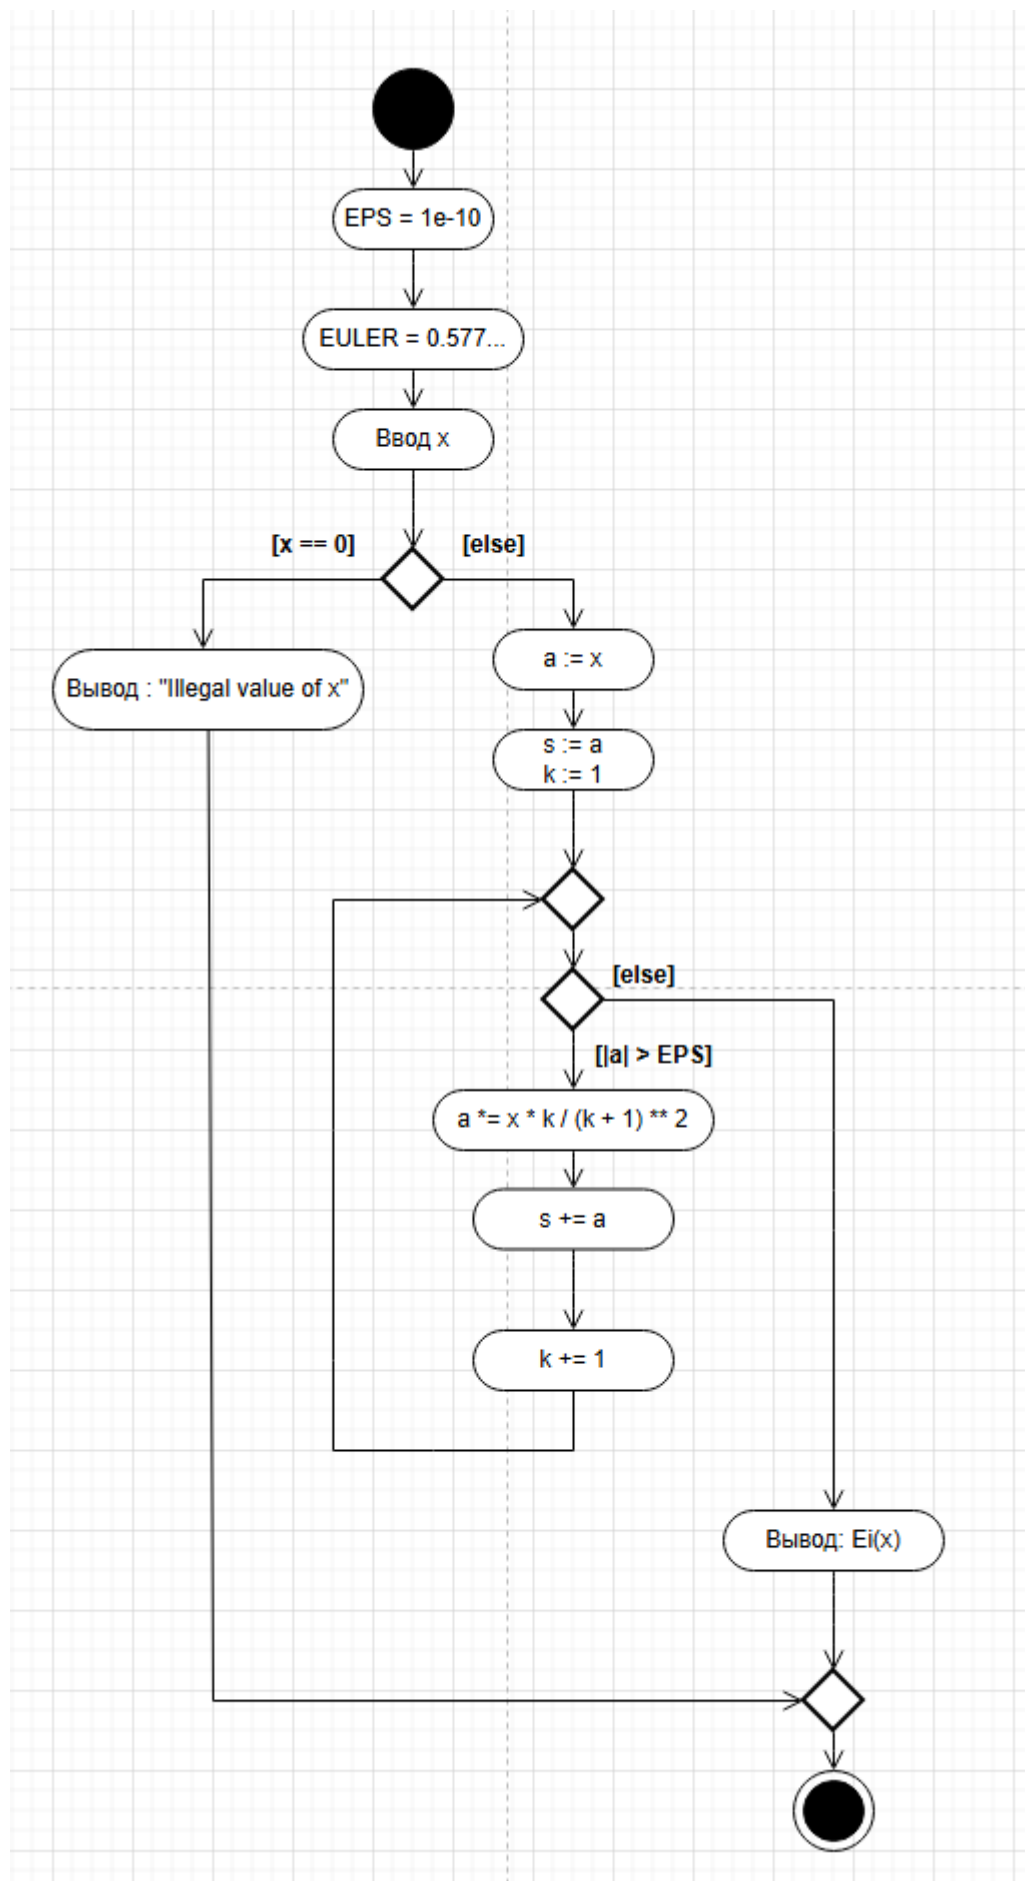 EPS = 1e-10
EULER = 0.577...
Ввод x
[x == 0]
[else]
Вывод : "Illegal value of x"
a := x
s := a
k := 1
[else]
[|a| > EPS]
a *= x * k / (k + 1) ** 2
s += a
k += 1
Вывод: Ei(x)